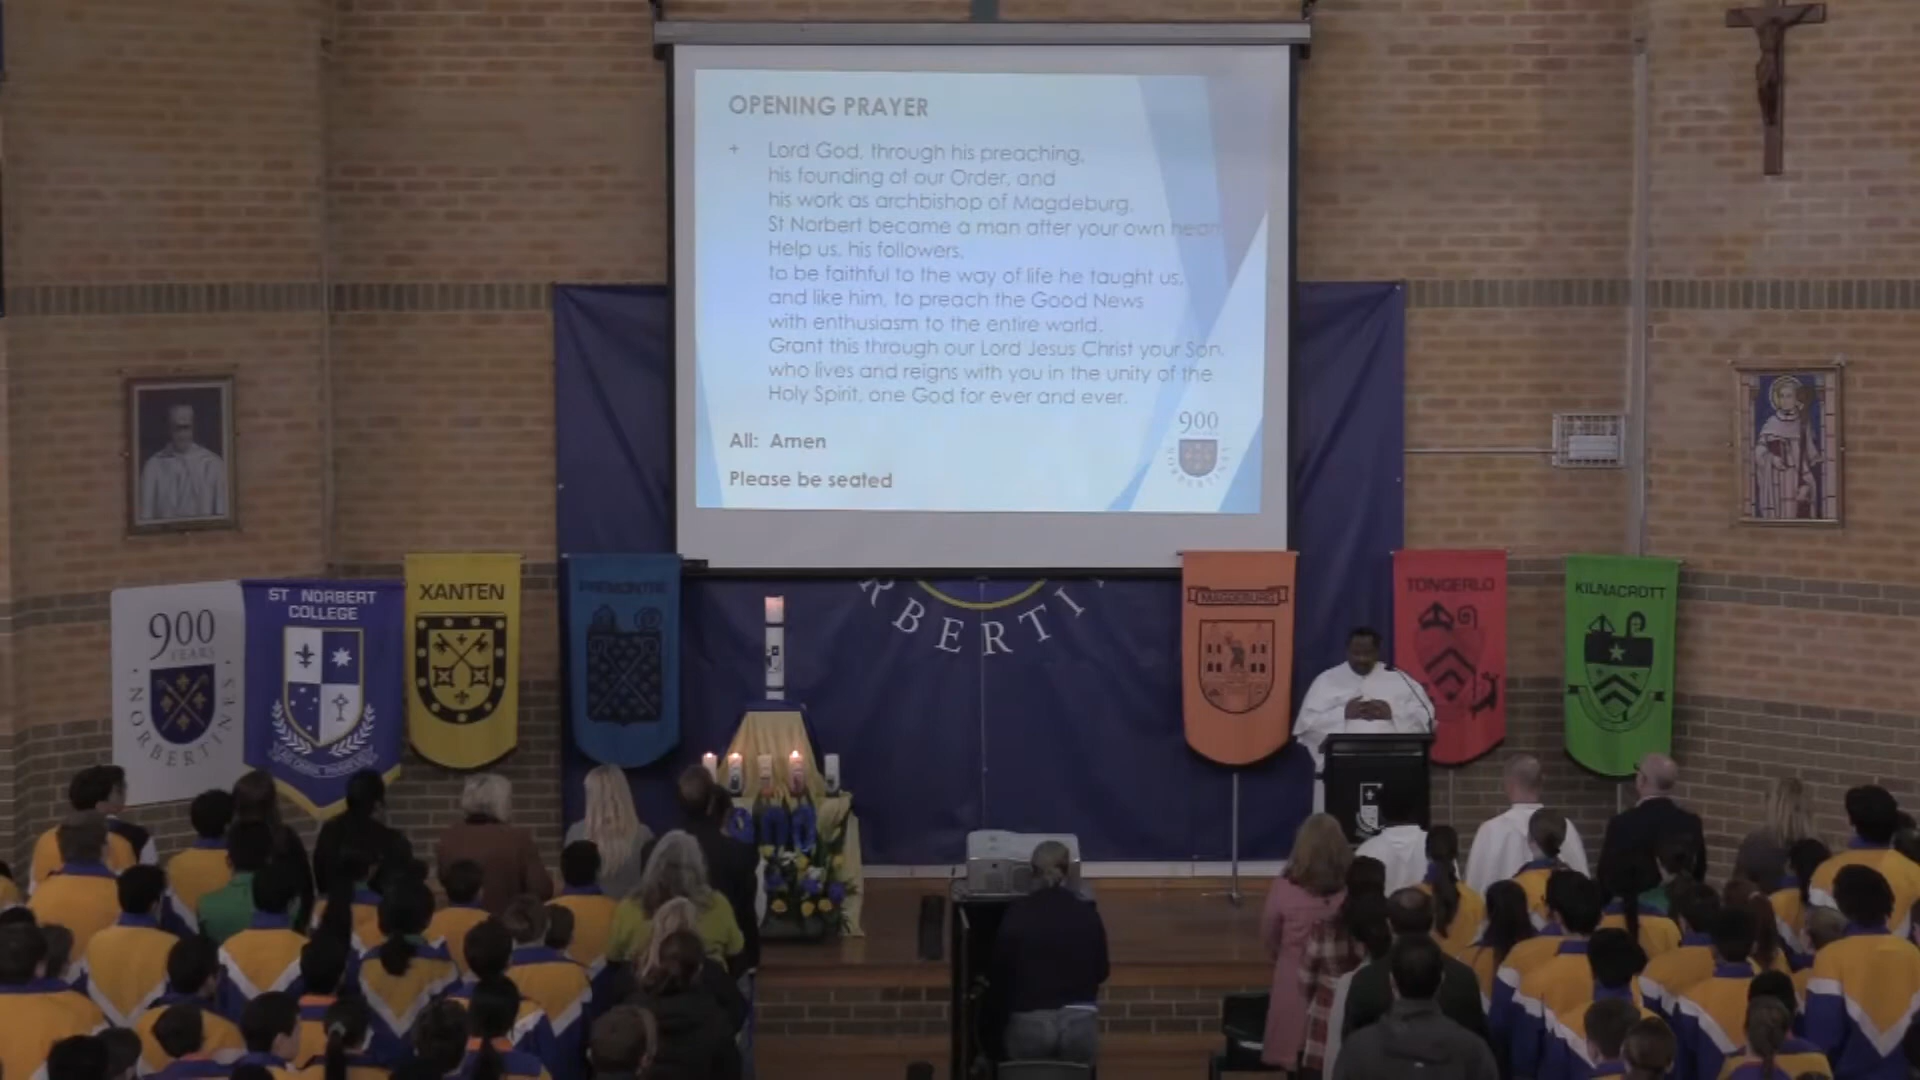 OPENING PRAYER
+ Lord God, through his preaching,
his founding of our Order, and
his work as archbishop of Magdeburg,
St Norbert became a man after your own heart
Help us, his followers,
to be faithful to the way of life he taught us,
and like him, to preach the Good News
with enthusiasm to the entire world.
Grant this through our Lord Jesus Christ your Son,
who lives and reigns with you in the unity of the
Holy Spirit, one God for ever and ever.
All: Amen
Please be seated
900
NORBERTINES
900
YEARS
NORBERTINES
ST NORBERT
COLLEGE
XANTEN
PREMONTRE
RBERTI
MAGDEBURG
TONGERLO
KILNACROTT
900